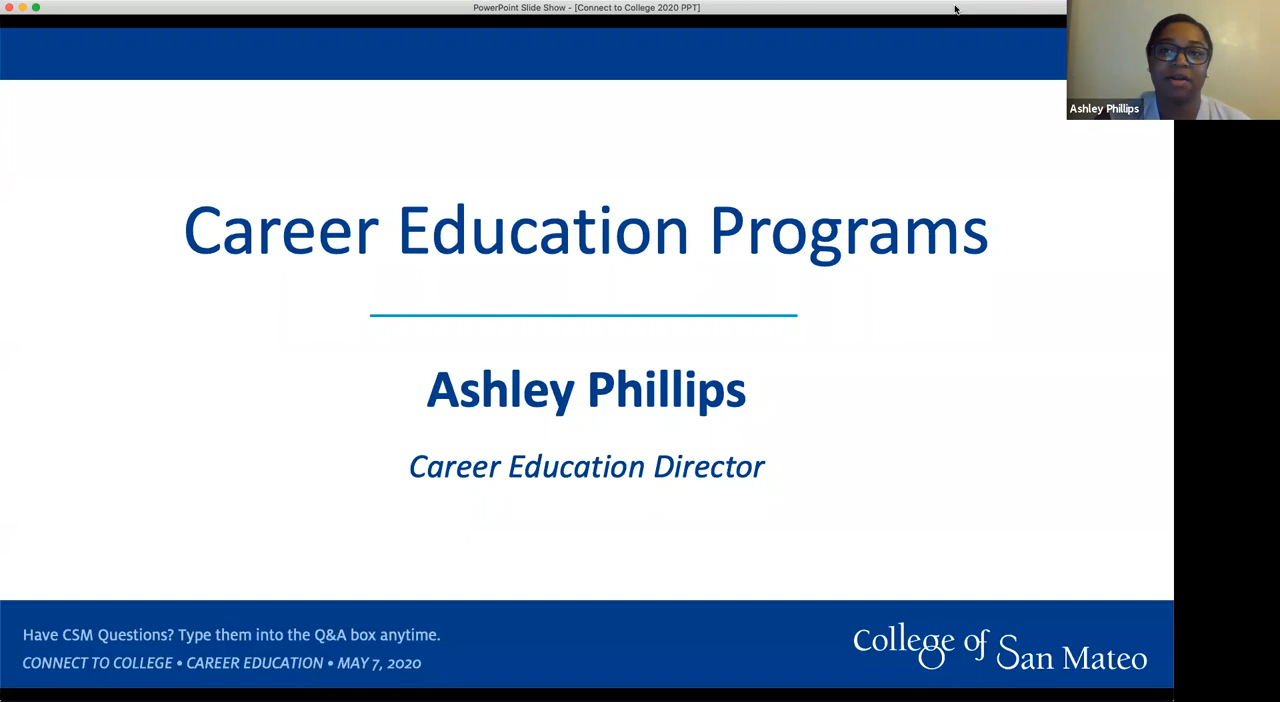 PowerPoint Slide Show - [Connect to College 2020 PPT]
Ashley Phillips
Career Education Programs
Ashley Phillips
Career Education Director
Have CSM Questions? Type them into the Q&A box anytime.
CONNECT TO COLLEGE • CAREER EDUCATION • MAY 7, 2020
College of San Mateo